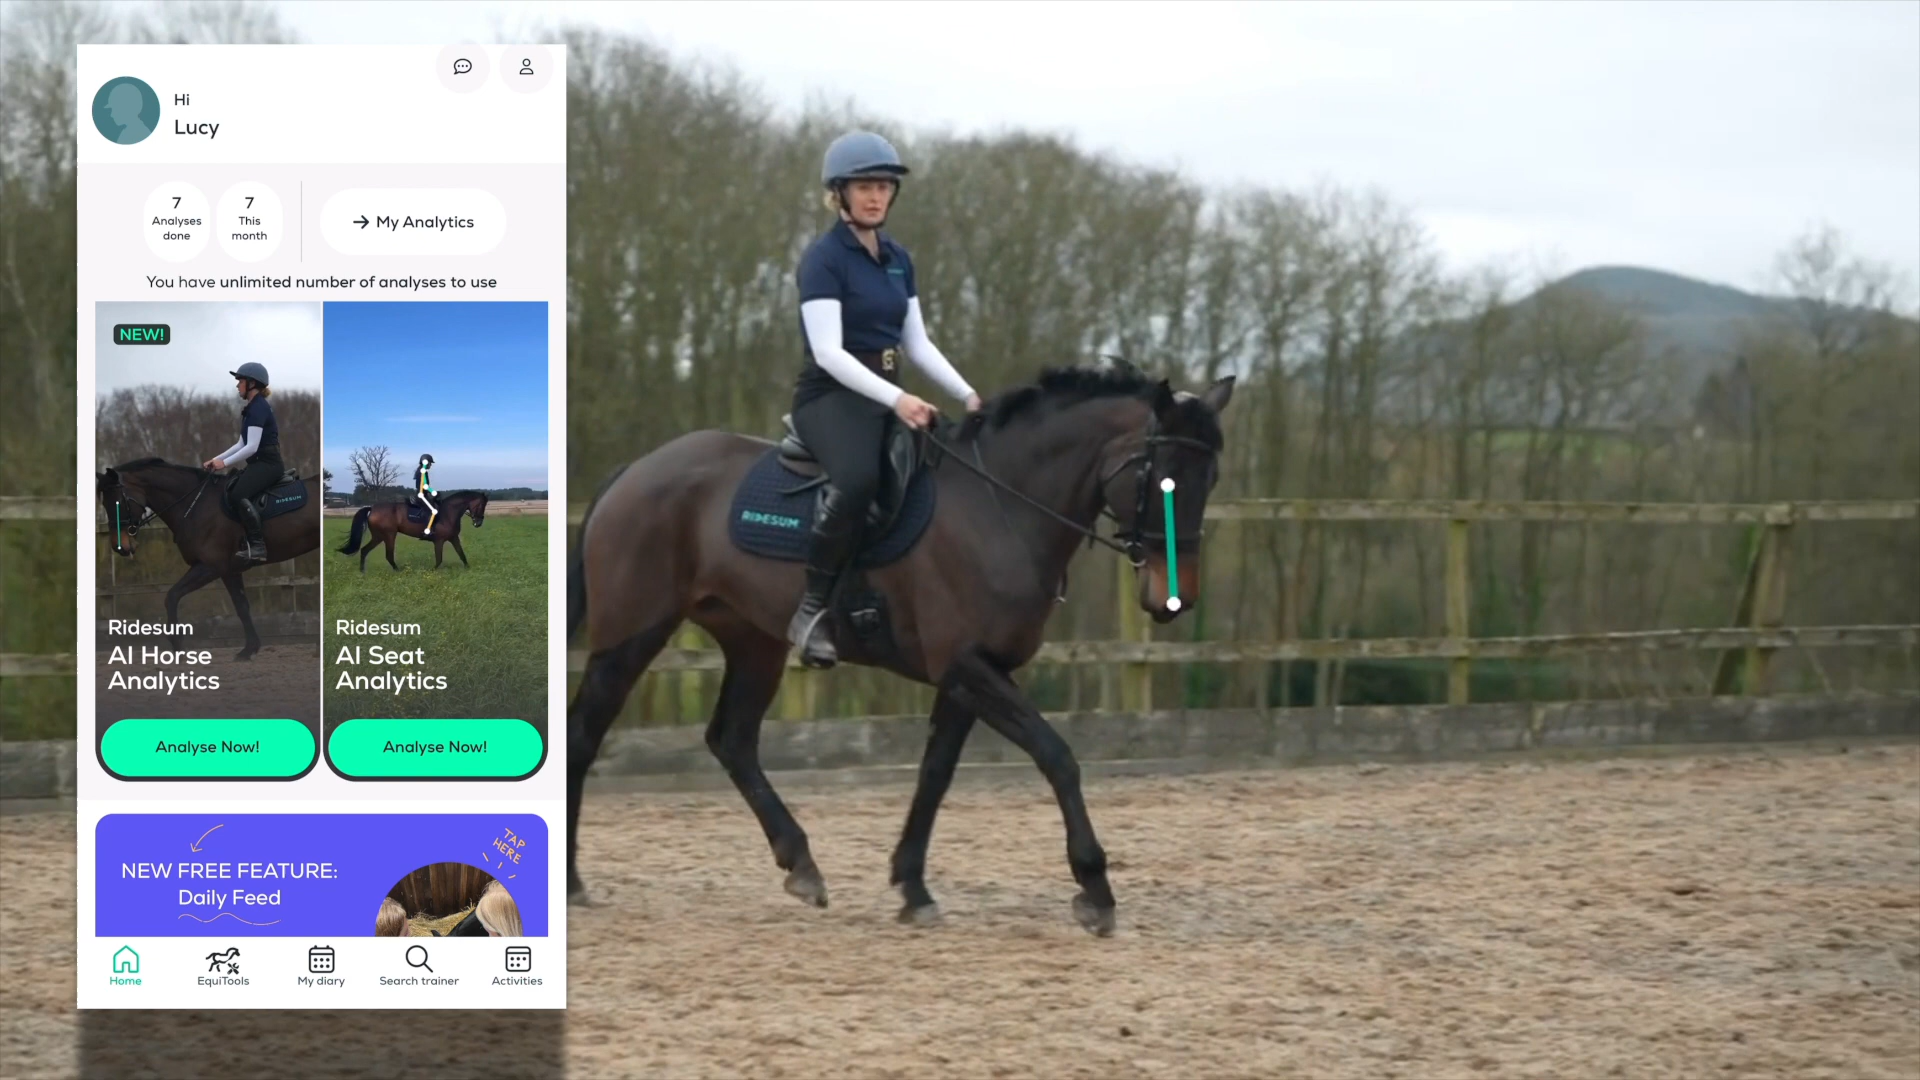 Hi
Lucy
7
Analyses
done
7
This
month
→ My Analytics
You have unlimited number of analyses to use
NEW!
RIDESUM
Ridesum
AI Horse
Analytics
Analyse Now!
Ridesum
AI Seat
Analytics
Analyse Now!
NEW FREE FEATURE:
Daily Feed
TAP
HERE
Home
EquiTools
My diary
Search trainer
Activities
RIDESUM